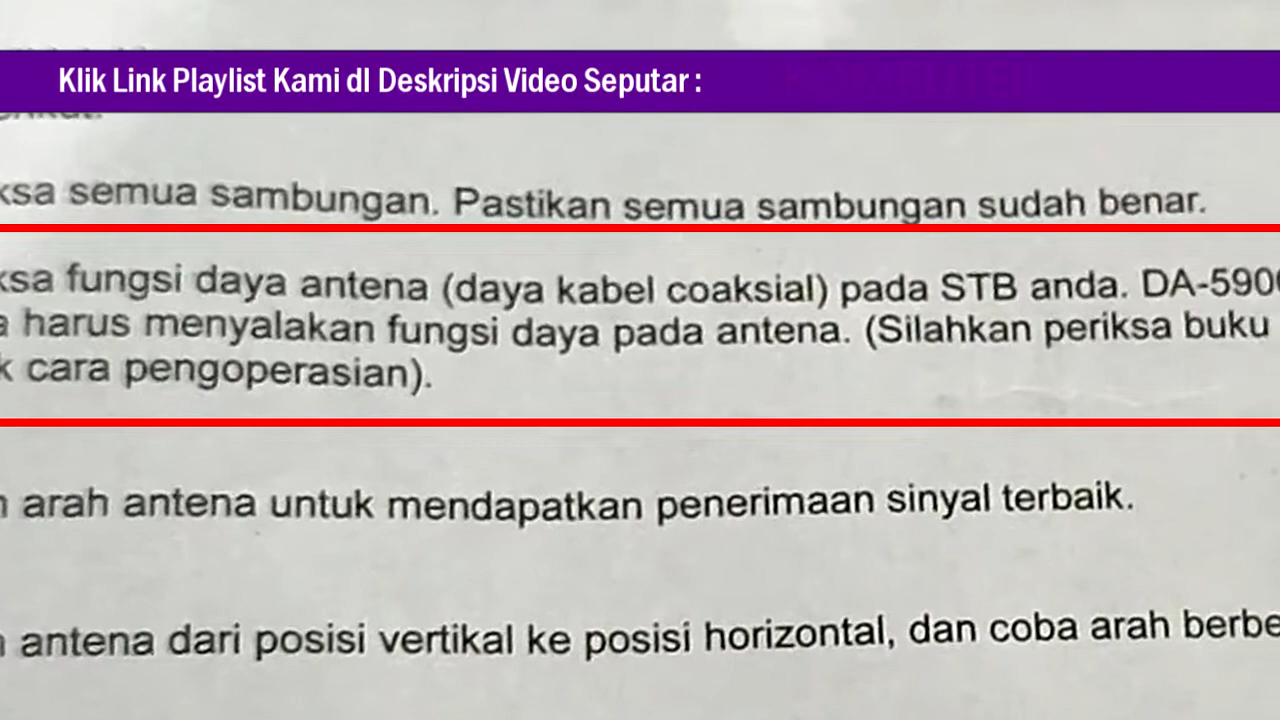 Klik Link Playlist Kami dI Deskripsi Video Seputar :
semua sambungan. Pastikan semua sambungan sudah benar.
fungsi daya antena (daya kabel coaksial) pada STB anda.
harus menyalakan fungsi daya pada antena. (Silahkan periksa buku
cara pengoperasian).
arah antena untuk mendapatkan penerimaan sinyal terbaik.
antena dari posisi vertikal ke posisi horizontal, dan coba arah